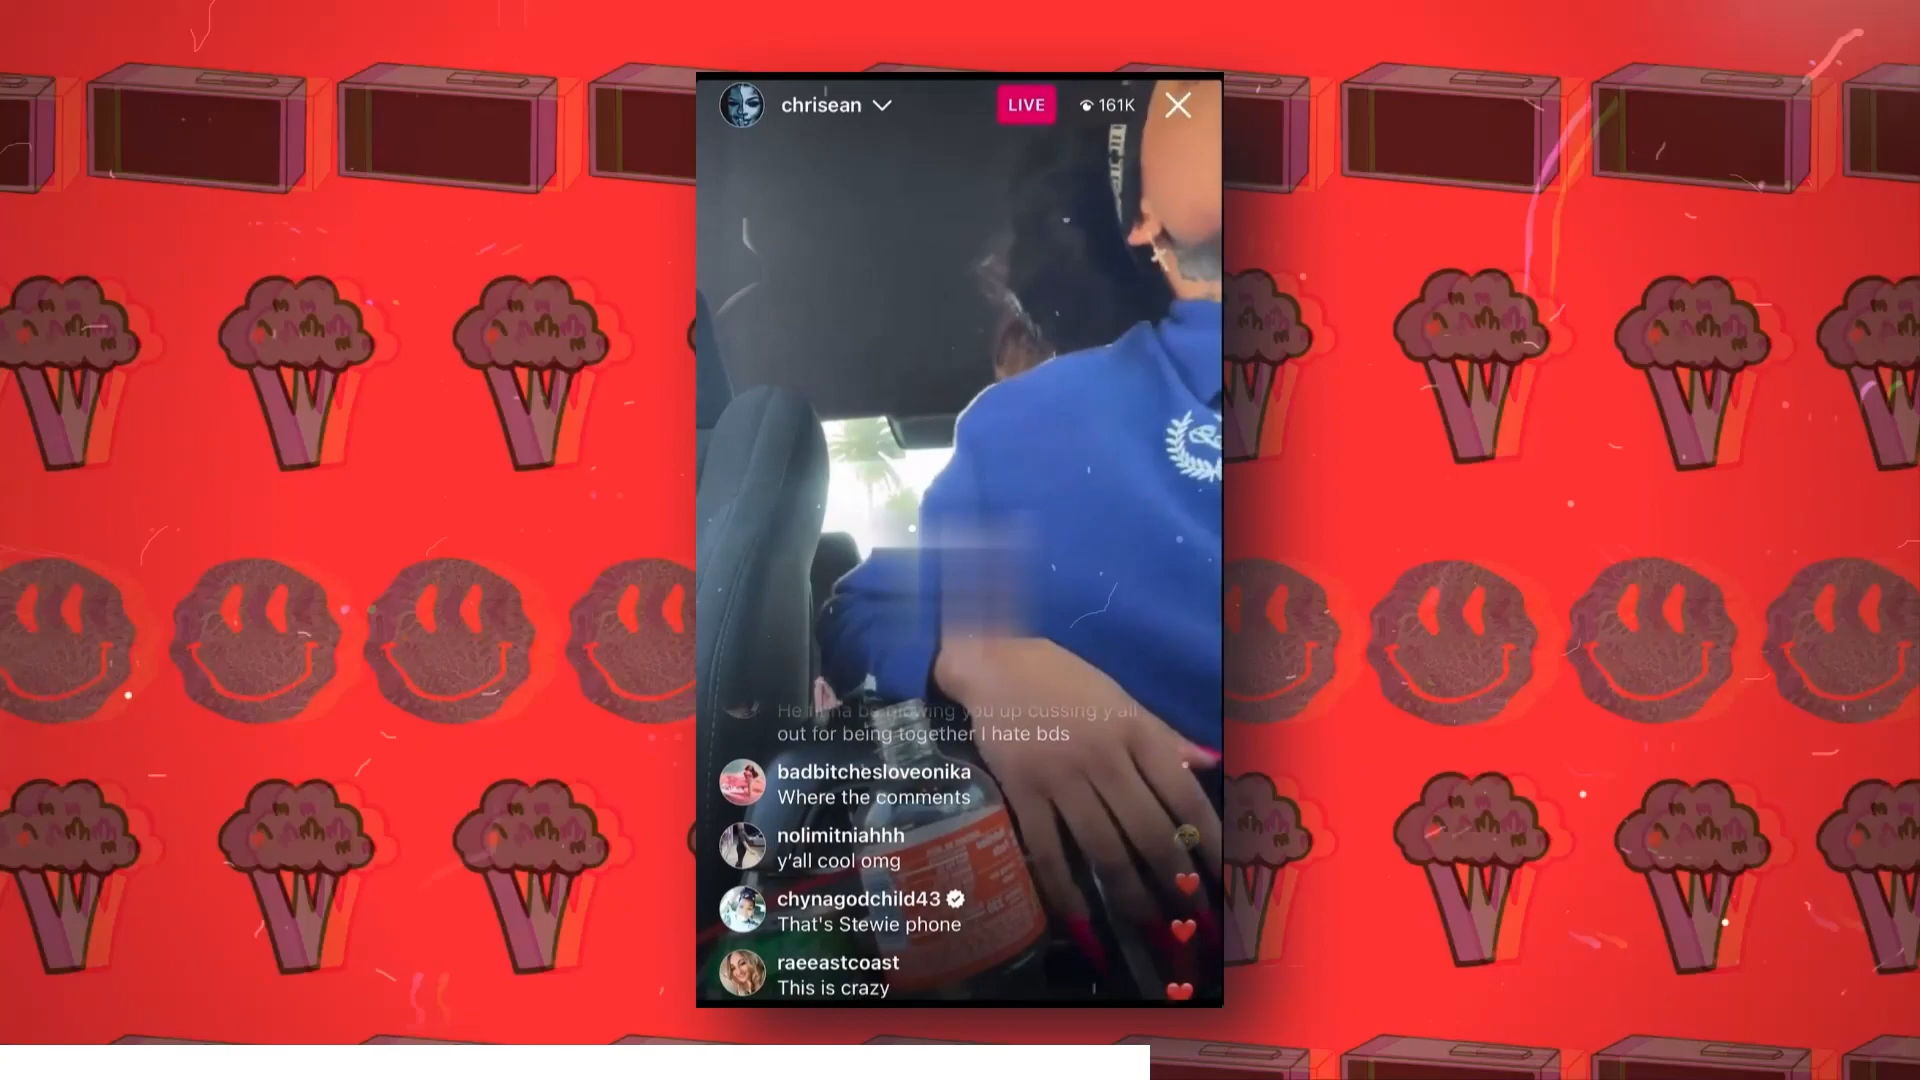 chrisean
LIVE
161K
out for being together I hate bds
badbitchesloveonika
Where the comments
nolimitniahhh
y'all cool omg
chynagodchild43
That's Stewie phone
raeeastcoast
This is crazy